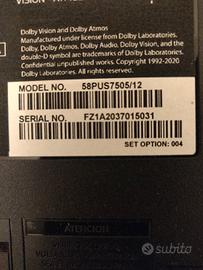 Dolby Vision and Dolby Atmos
Manufactured under license from Dolby Laboratories.
Dolby, Dolby Atmos, Dolby Audio, Dolby Vision, and the
double-D symbol are trademarks of Dolby Laboratories.
Confidential unpublished works. Copyright 1992-2020
Dolby Laboratories. All rights reserved.
MODEL NO. 58PUS7505/12
SERIAL NO. FZ1A2037015031
SET OPTION: 004
ATENCION
subito